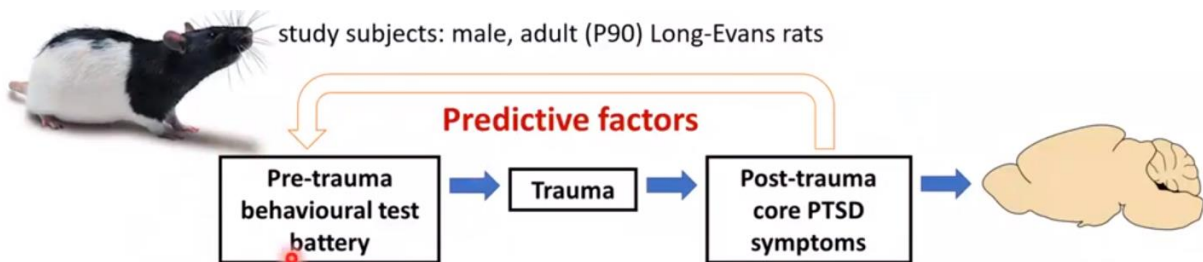 study subjects: male, adult (P90) Long-Evans rats
Predictive factors
Pre-trauma
behavioural test
battery
Trauma
Post-trauma
core PTSD
symptoms